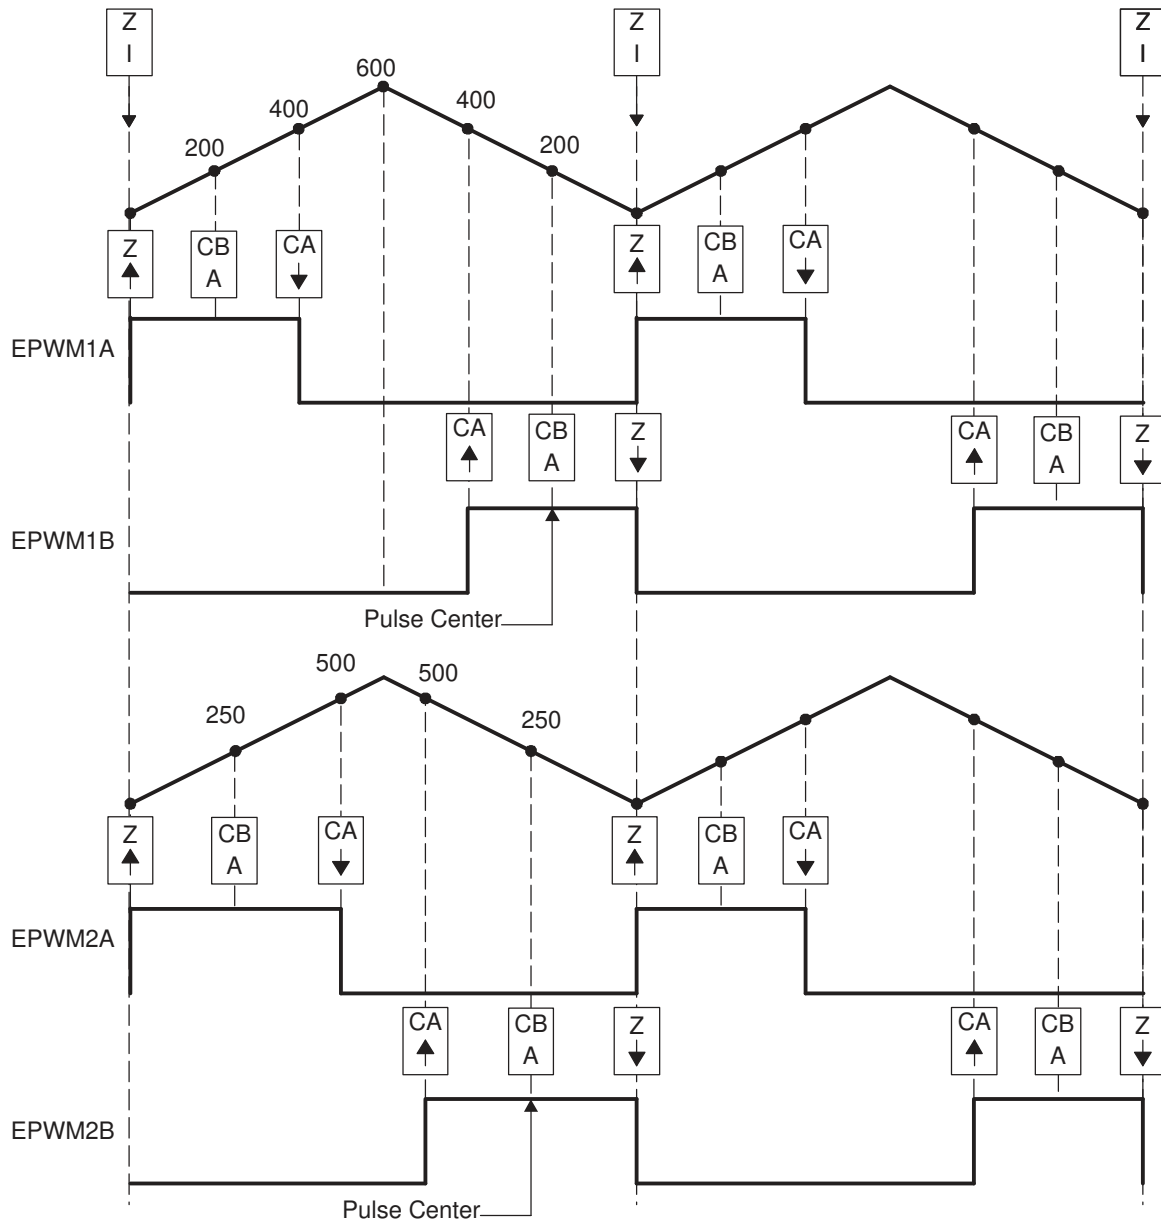 Z Z Z
I I I
600
400 400
200 200
Z CB CA Z CB CA
A A
EPWM1A
CA CB Z CA CB Z
A A
EPWM1B
Pulse Center
500 500
250 250
Z CB CA Z CB CA
A A
EPWM2A
CA CB Z CA CB Z
A A
EPWM2B
Pulse Center